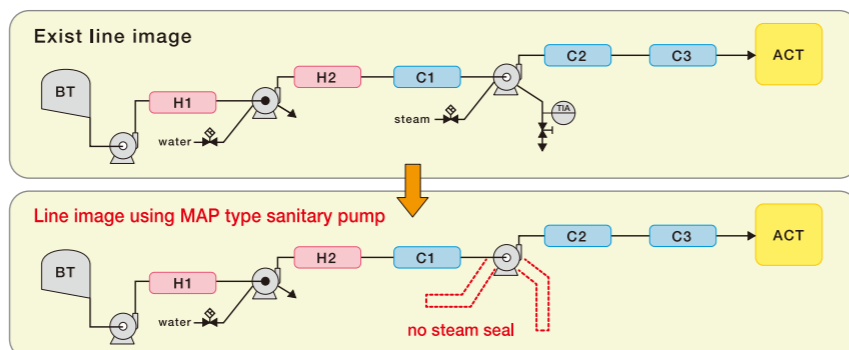 Exist line image
BT
H1
water
H2
C1
steam
TIA
C2
C3
ACT
Line image using MAP type sanitary pump
BT
H1
water
H2
C1
no steam seal
C2
C3
ACT